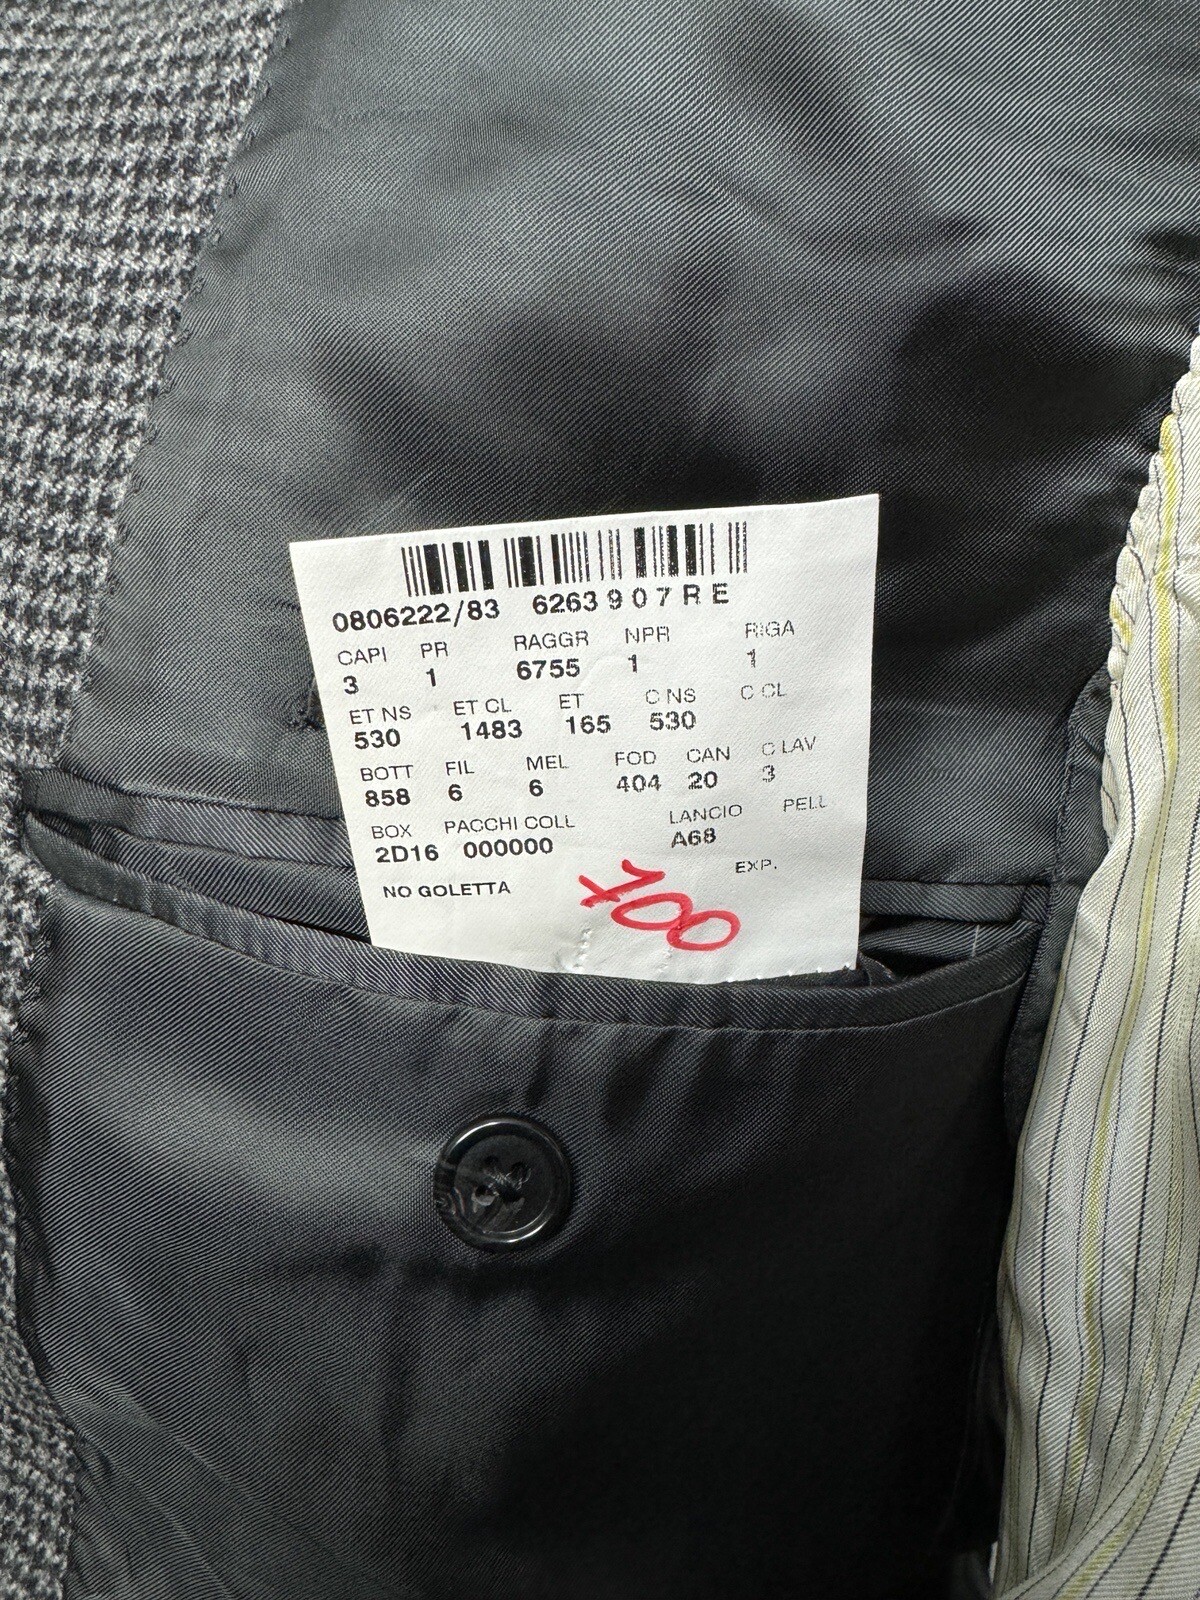 0806222/83 6263907RE
CAPI PR RAGGR NPR RIGA
3 1 6755 1 1
ET NS ET CL ET C NS C CL
530 1483 165 530
BOTT FIL MEL FOD CAN C LAV
858 6 6 404 20 3
BOX PACCHI COLL LANCIO PELL
2D16 000000 A68
EXP.
NO GOLETTA
700